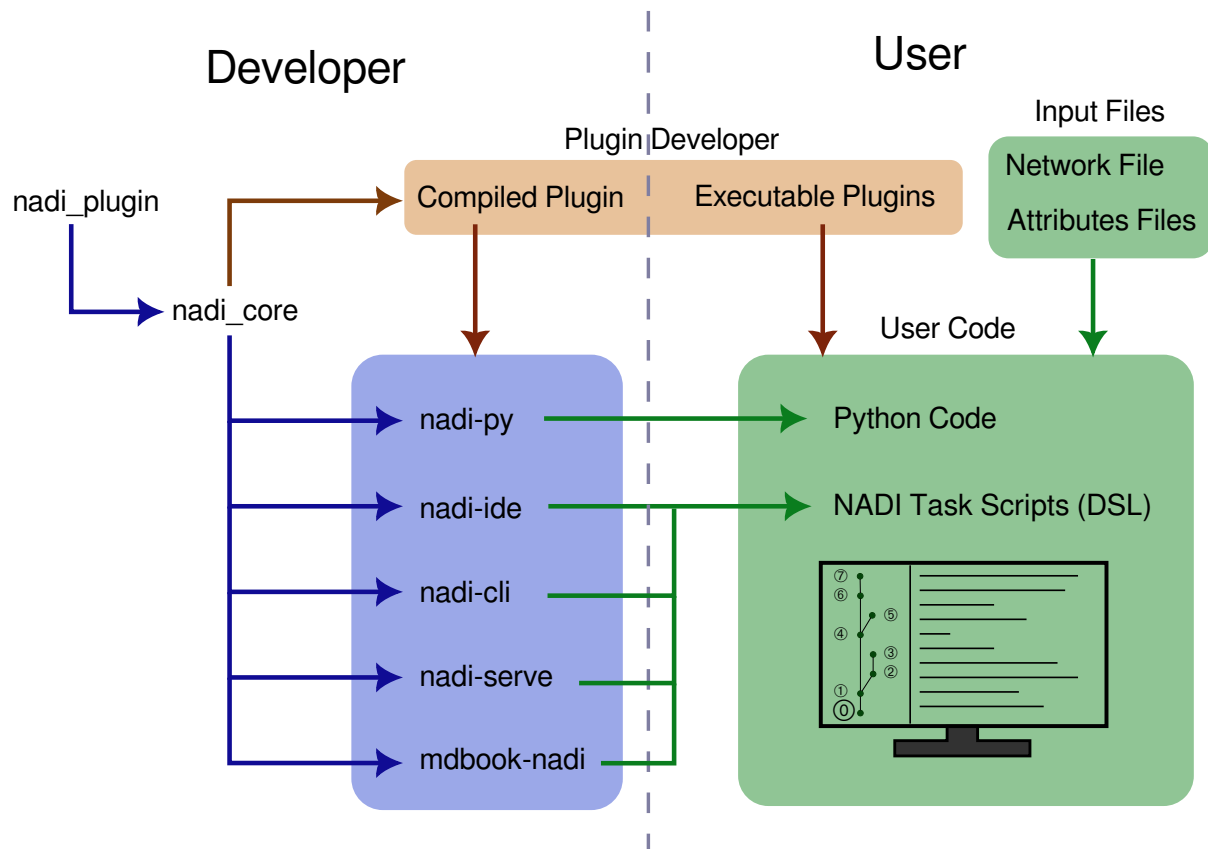 Developer
User
Input Files
Plugin Developer
Network File
Attributes Files
Compiled Plugin
Executable Plugins
nadi_plugin
nadi_core
User Code
nadi-py
Python Code
nadi-ide
NADI Task Scripts (DSL)
nadi-cli
nadi-serve
mdbook-nadi
⑦
⑥
⑤
④
③
②
①
⓪